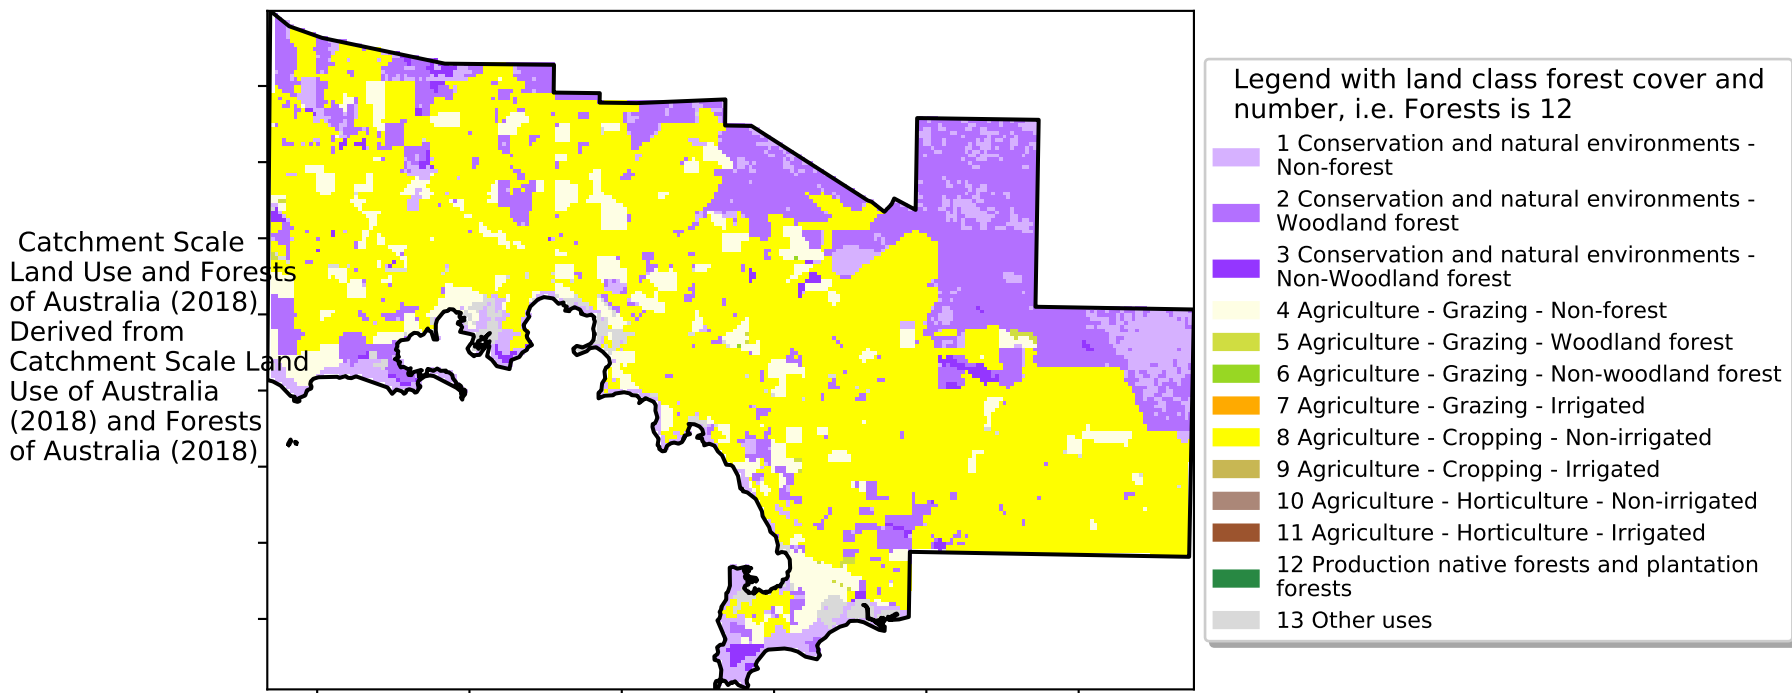 Catchment Scale
Land Use and Forests
of Australia (2018)
Derived from
Catchment Scale Land
Use of Australia
(2018) and Forests
of Australia (2018)
Legend with land class forest cover and
number, i.e. Forests is 12
1 Conservation and natural environments -
Non-forest
2 Conservation and natural environments -
Woodland forest
3 Conservation and natural environments -
Non-Woodland forest
4 Agriculture - Grazing - Non-forest
5 Agriculture - Grazing - Woodland forest
6 Agriculture - Grazing - Non-woodland forest
7 Agriculture - Grazing - Irrigated
8 Agriculture - Cropping - Non-irrigated
9 Agriculture - Cropping - Irrigated
10 Agriculture - Horticulture - Non-irrigated
11 Agriculture - Horticulture - Irrigated
12 Production native forests and plantation
forests
13 Other uses